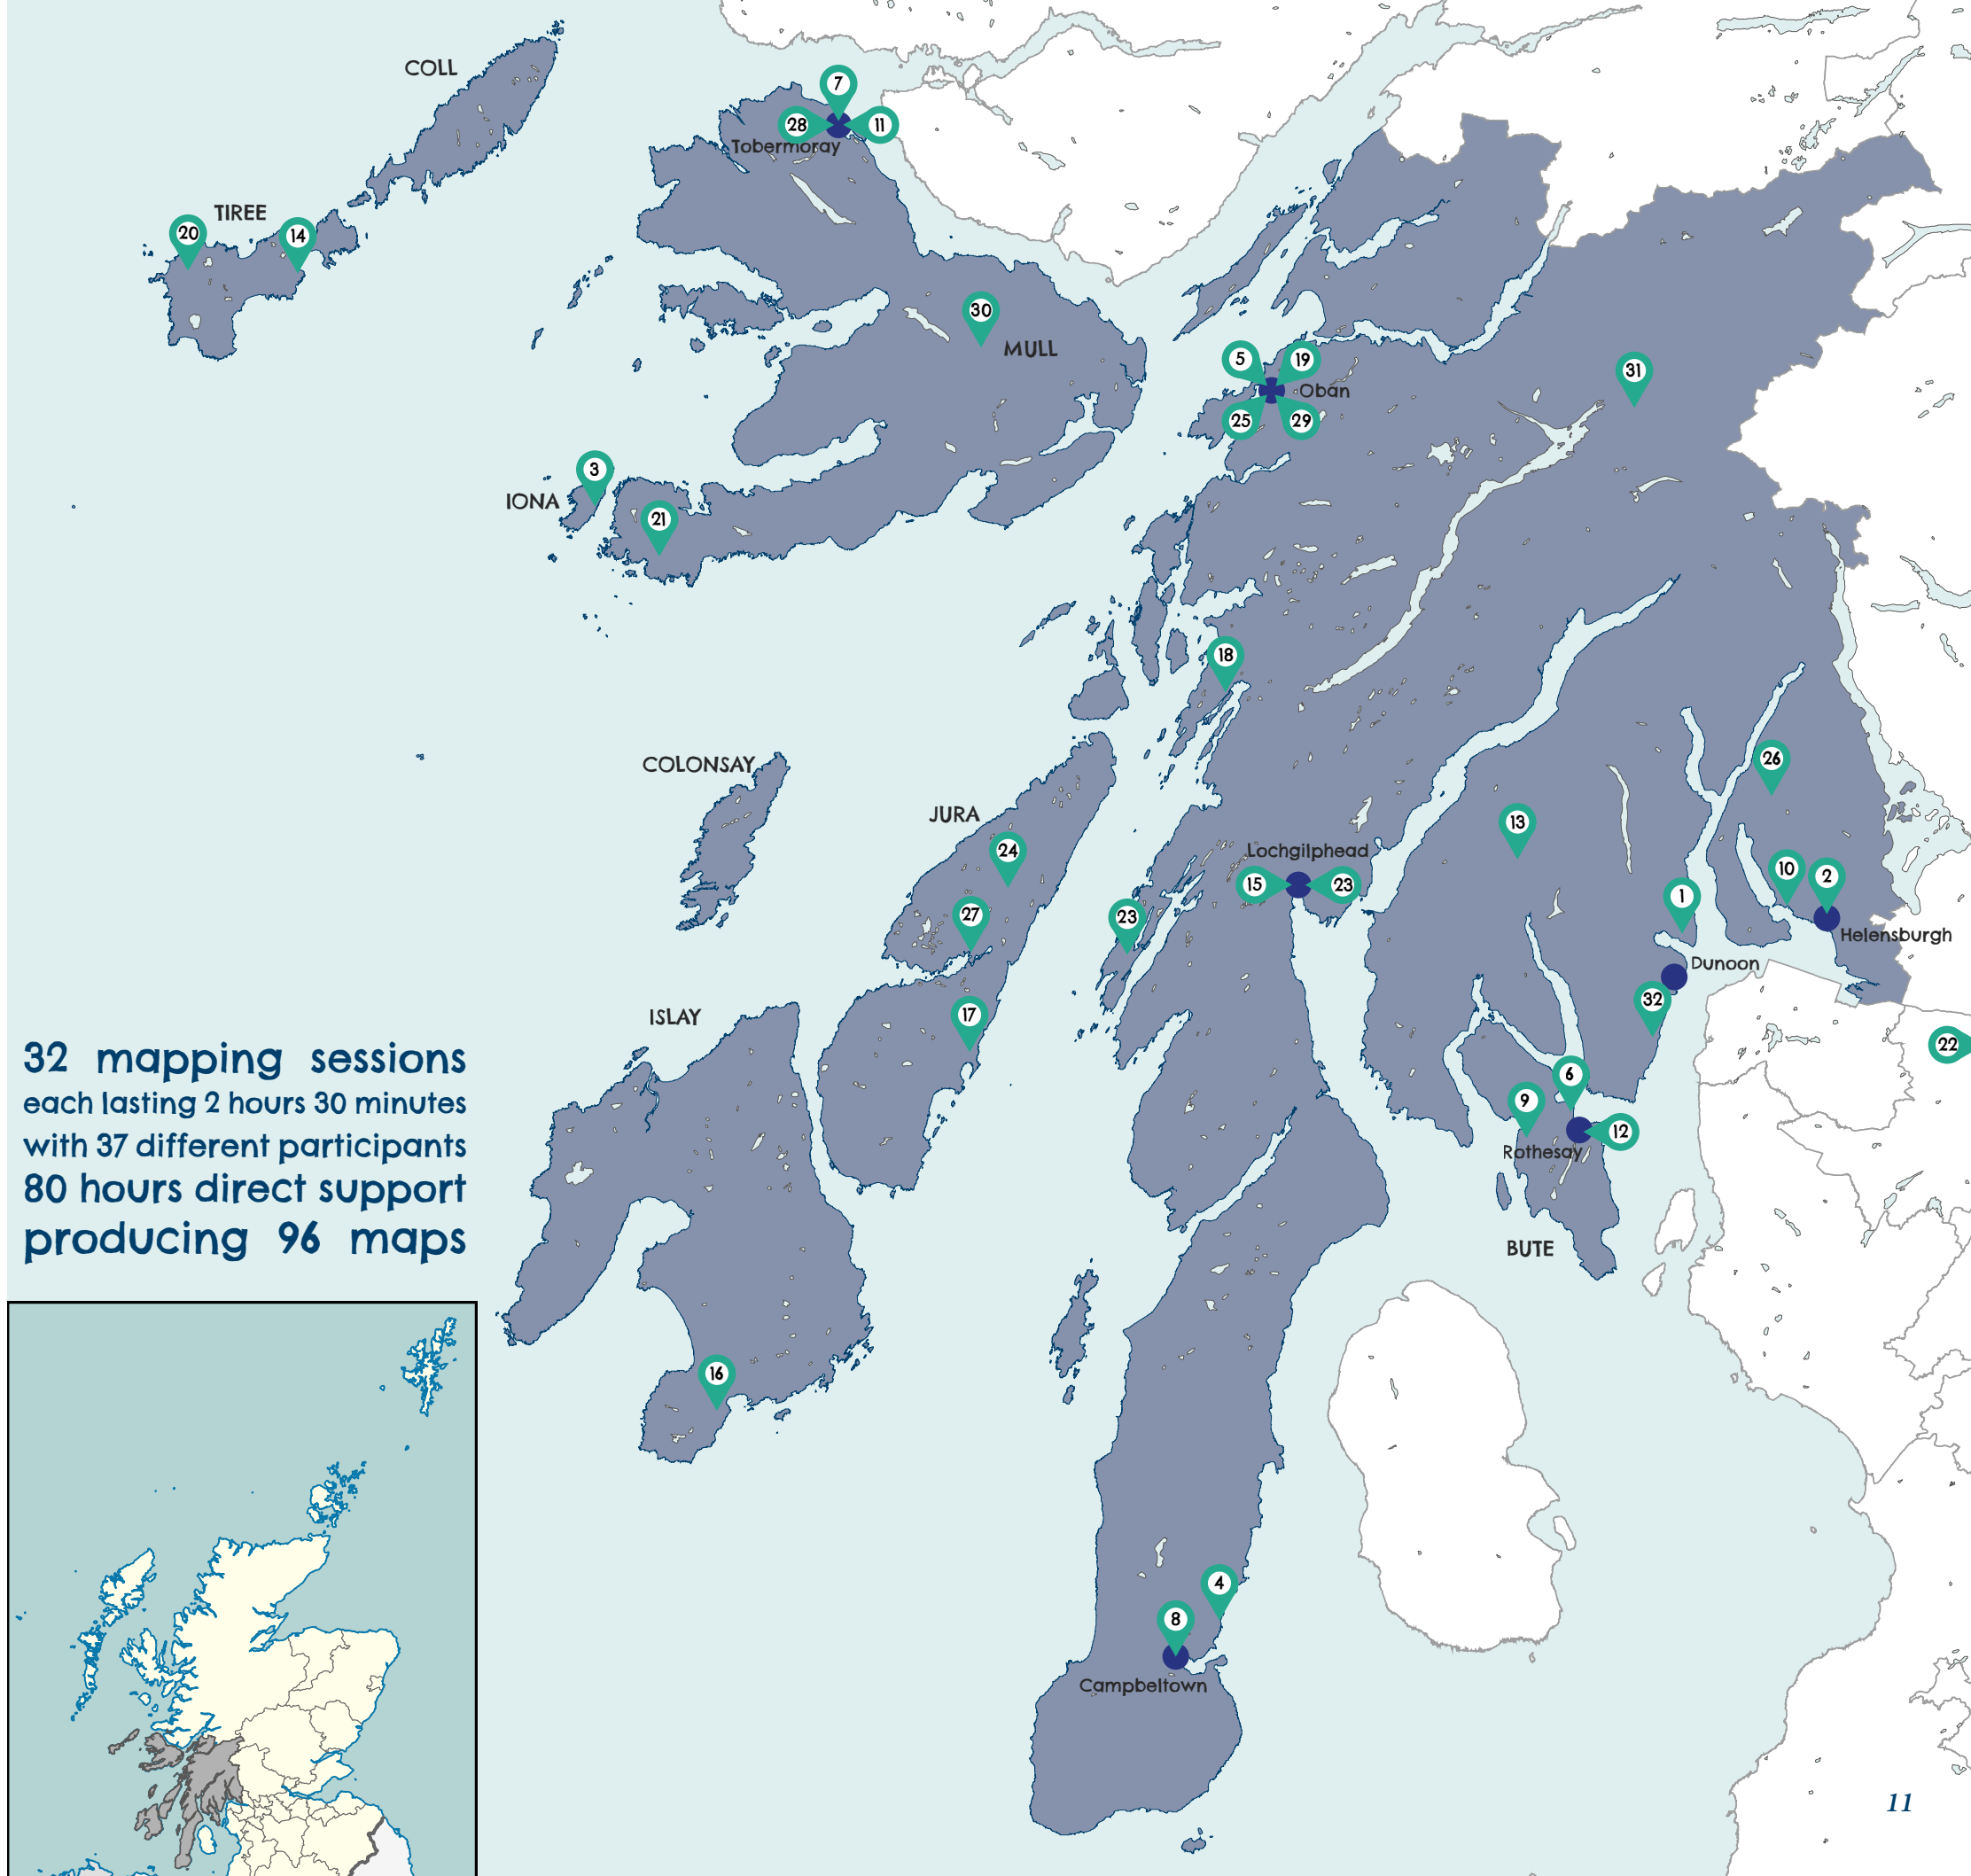 COLL
7
28
11
Tobermoray
TIREE
20
14
30
MULL
5
19
Oban
25
29
31
3
IONA
21
18
COLONSAY
26
JURA
13
24
Lochgilphead
15
23
10
2
1
27
23
Helensburgh
Dunoon
32
17
ISLAY
22
32 mapping sessions
each lasting 2 hours 30 minutes
with 37 different participants
80 hours direct support
producing 96 maps
6
9
12
Rothesay
BUTE
16
4
8
Campbeltown
11